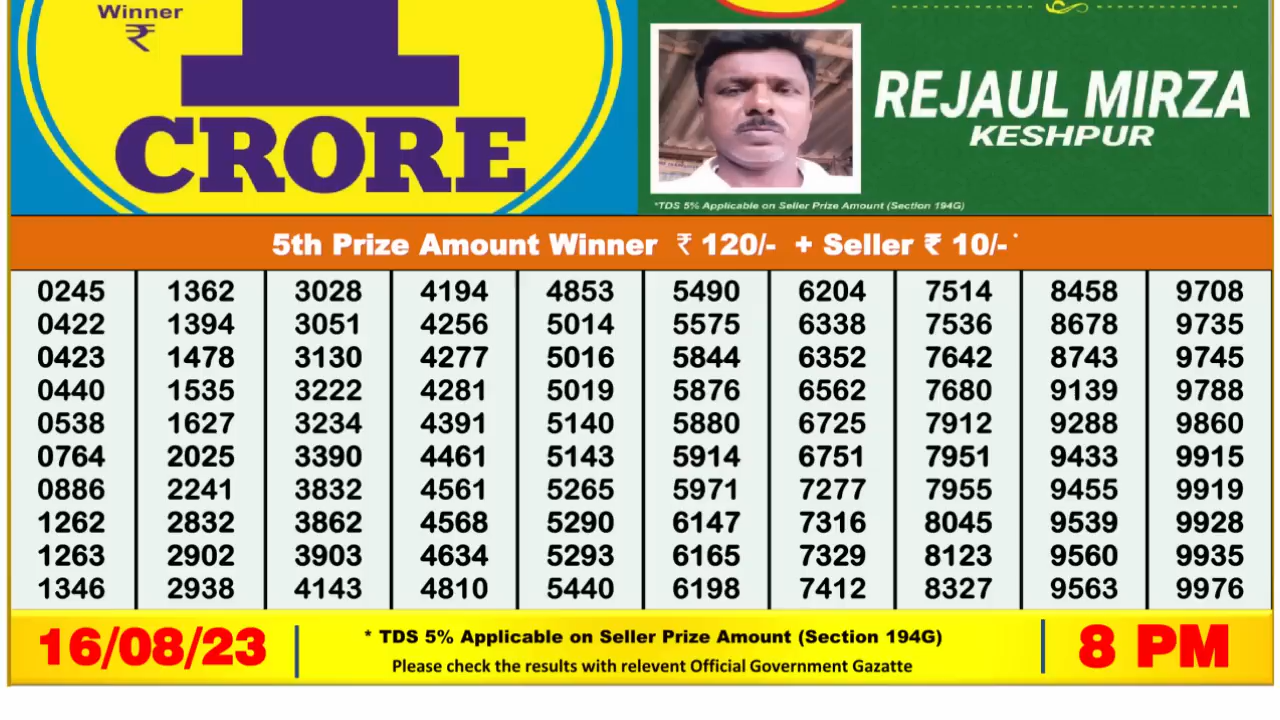 Winner
₹
1
CRORE
REJAUL MIRZA
KESHPUR
*TDS 5% Applicable on Seller Prize Amount (Section 194G)
5th Prize Amount Winner ₹ 120/- + Seller ₹ 10/- *
0245 1362 3028 4194 4853 5490 6204 7514 8458 9708
0422 1394 3051 4256 5014 5575 6338 7536 8678 9735
0423 1478 3130 4277 5016 5844 6352 7642 8743 9745
0440 1535 3222 4281 5019 5876 6562 7680 9139 9788
0538 1627 3234 4391 5140 5880 6725 7912 9288 9860
0764 2025 3390 4461 5143 5914 6751 7951 9433 9915
0886 2241 3832 4561 5265 5971 7277 7955 9455 9919
1262 2832 3862 4568 5290 6147 7316 8045 9539 9928
1263 2902 3903 4634 5293 6165 7329 8123 9560 9935
1346 2938 4143 4810 5440 6198 7412 8327 9563 9976
16/08/23
* TDS 5% Applicable on Seller Prize Amount (Section 194G)
Please check the results with relevent Official Government Gazatte
8 PM